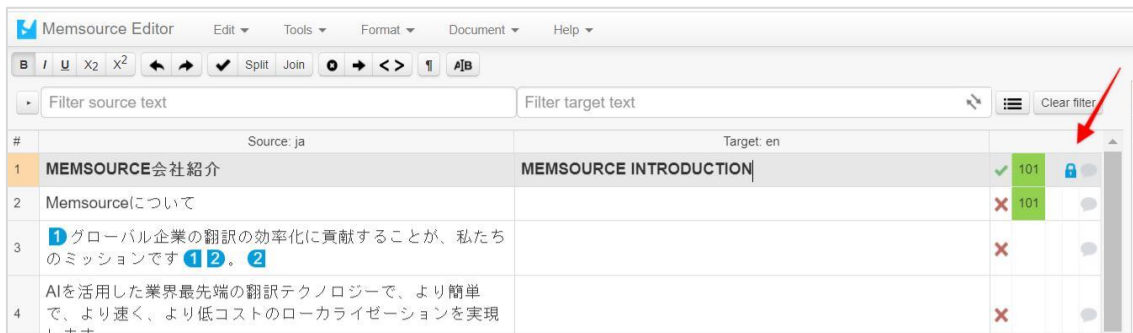 Memsource Editor Edit Tools Format Document Help
B I U X2 X2 Split Join < > ¶ A|B
Filter source text Filter target text Clear filter
# Source: ja Target: en
1 MEMSOURCE会社紹介 MEMSOURCE INTRODUCTION 101
2 Memsourceについて 101
3 1グローバル企業の翻訳の効率化に貢献することが、私たち
のミッションです1 2。2
4 AIを活用した業界最先端の翻訳テクノロジーで、より簡単
で、より速く、より低コストのローカライゼーションを実現